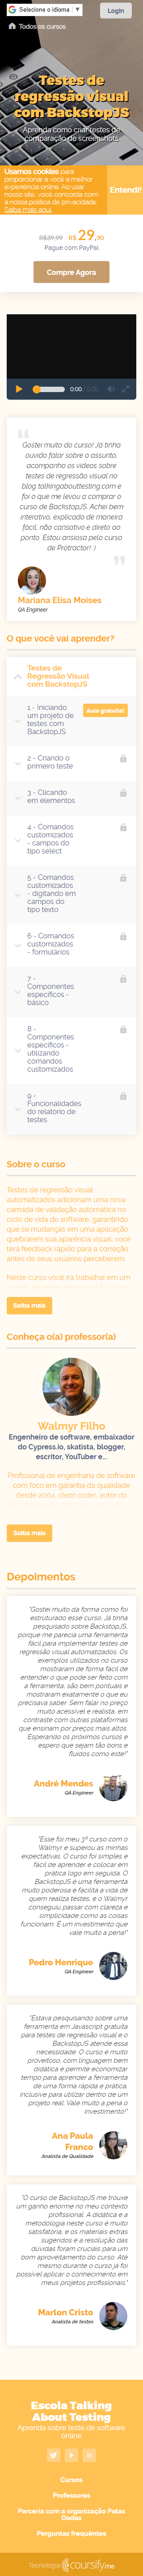 Selecione o idioma ▼
Login
Todos os cursos
Testes de
regressão visual
com BackstopJS
Aprenda como criar testes de
comparação de screenshots
Usamos cookies para
proporcionar a você a melhor
experiência online. Ao usar
nosso site, você concorda com
a nossa política de privacidade.
Saiba mais aqui.
Entendi!
R$39,99 R$ 29,90
Pague com PayPal
Compre Agora
0:00
Gostei muito do curso! Já tinha
ouvido falar sobre o assunto,
acompanho os vídeos sobre
testes de regressão visual no
blog talkingabouttesting.com e
foi o que me levou a comprar o
curso de BackstopJS. Achei bem
interativo, explicado de maneira
fácil, não cansativo e direto ao
ponto. Estou ansiosa pelo curso
de Protractor! :)
Mariana Elisa Moises
QA Engineer
O que você vai aprender?
Testes de
Regressão Visual
com BackstopJS
1 - Iniciando
um projeto de
testes com
BackstopJS
Aula gratuita!
2 - Criando o
primeiro teste
3 - Clicando
em elementos
4 - Comandos
customizados
- campos do
tipo select
5 - Comandos
customizados
- digitando em
campos do
tipo texto
6 - Comandos
customizados
- formulários
7 -
Componentes
específicos -
básico
8 -
Componentes
específicos -
utilizando
comandos
customizados
9 -
Funcionalidades
do relatório de
testes
Sobre o curso
Testes de regressão visual
automatizados adicionam uma nova
camada de validação automática no
ciclo de vida do software, garantindo
que se mudanças em uma aplicação
quebrarem sua aparência visual, você
terá feedback rápido para a correção
antes de seus usuários perceberem.
Neste curso você irá trabalhar em um
Saiba mais
Conheça o(a) professor(a)
Walmyr Filho
Engenheiro de software, embaixador
do Cypress.io, skatista, blogger,
escritor, YouTuber e...
Profissional de engenharia de software
com foco em garantia da qualidade
desde 2004, clean coder, autor do
Saiba mais
Depoimentos
"Gostei muito da forma como foi
estruturado esse curso. Já tinha
pesquisado sobre BackstopJS,
porque me parecia uma ferramenta
fácil para implementar testes de
regressão visual automatizados. Os
exemplos utilizados no curso
mostraram de forma fácil de
entender o que pode ser feito com
a ferramenta, são bem pontuais e
mostraram exatamente o que eu
precisava saber. Sem falar no preço
muito acessível e realista, em
contraste com outras plataformas
que ensinam por preços mais altos.
Esperando os próximos cursos e
espero que sejam tão bons e
fluídos como este!"
André Mendes
QA Engineer
"Esse foi meu 3º curso com o
Walmyr e superou as minhas
expectativas. O curso foi simples e
fácil de aprender e colocar em
prática logo em seguida. O
BackstopJS é uma ferramenta
muito poderosa e facilita a vida de
quem realiza testes, e o Walmyr
conseguiu passar com clareza e
simplicidade como as coisas
funcionam. É um investimento que
vale muito a pena!"
Pedro Henrique
QA Engineer
"Estava pesquisando sobre uma
ferramenta em Javascript gratuita
para testes de regressão visual e o
BackstopJS atende essa
necessidade. O curso é muito
proveitoso, com linguagem bem
didática e permite economizar
tempo para aprender a ferramenta
de uma forma rápida e prática,
inclusive para utilizar dentro de um
projeto real. Vale muito a pena o
investimento!"
Ana Paula
Franco
Analista de Qualidade
"O curso de BackstopJS me trouxe
um ganho enorme no meu contexto
profissional. A didática e a
metodologia neste curso é muito
satisfatória: e os materiais extras
sugeridos e a resolução das
dúvidas foram cruciais para um
bom aproveitamento do curso. Até
mesmo durante o curso já foi
possível aplicar o conhecimento em
meus projetos profissionais."
Marlon Cristo
Analista de testes
Escola Talking
About Testing
Aprenda sobre teste de software
online
Cursos
Professores
Parceria com a organização Patas
Dadas
Perguntas frequêntes
Tecnologia coursify.me